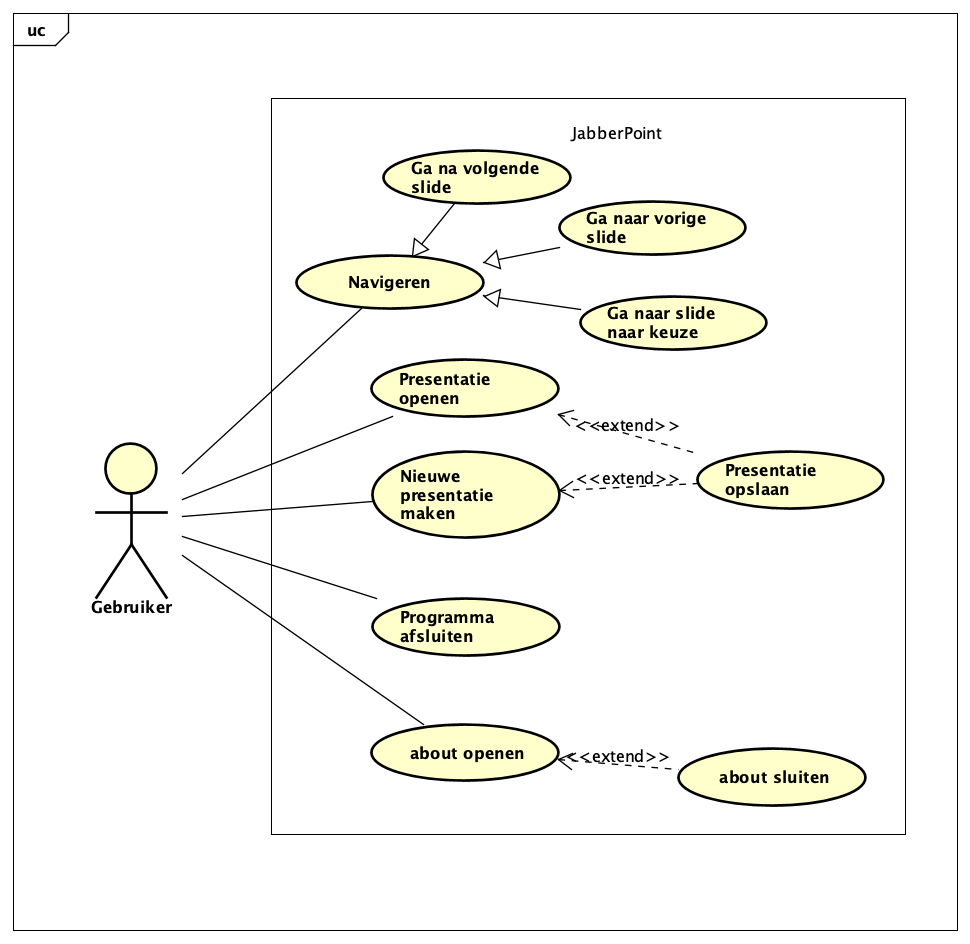 uc
JabberPoint
Ga na volgende
slide
Ga naar vorige
slide
Navigeren
Ga naar slide
naar keuze
Presentatie
openen
<<extend>>
Nieuwe
presentatie
maken
<<extend>>
Presentatie
opslaan
Gebruiker
Programma
afsluiten
about openen
<<extend>>
about sluiten